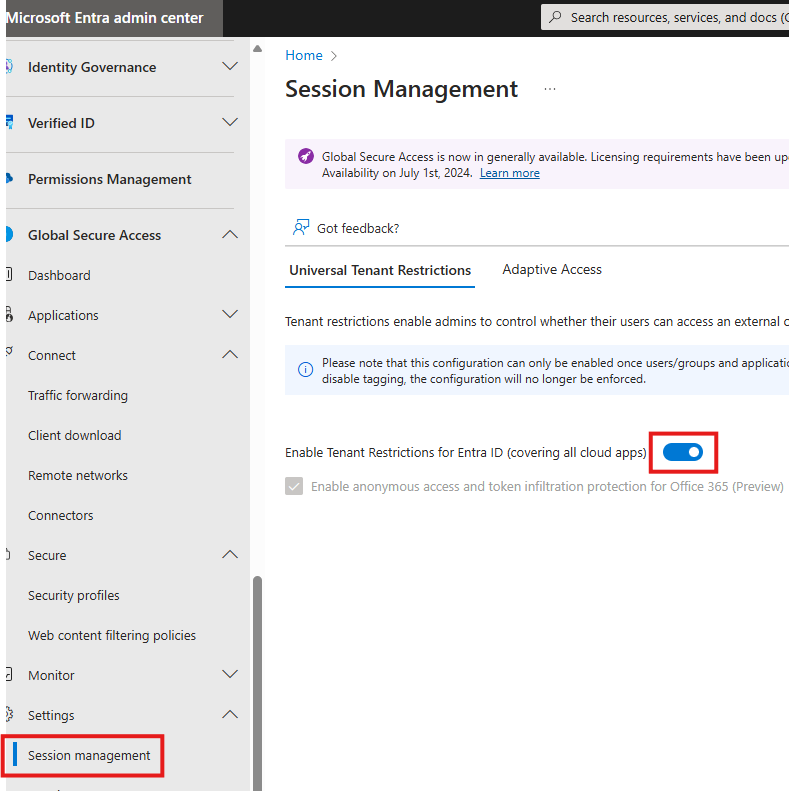 Microsoft Entra admin center
Search resources, services, and docs (
Identity Governance
Verified ID
Permissions Management
Global Secure Access
Dashboard
Applications
Connect
Traffic forwarding
Client download
Remote networks
Connectors
Secure
Security profiles
Web content filtering policies
Monitor
Settings
Session management
Home
Session Management
Global Secure Access is now in generally available. Licensing requirements have been
Availability on July 1st, 2024. Learn more
Got feedback?
Universal Tenant Restrictions Adaptive Access
Tenant restrictions enable admins to control whether their users can access an external
Please note that this configuration can only be enabled once users/groups and
disable tagging, the configuration will no longer be enforced.
Enable Tenant Restrictions for Entra ID (covering all cloud apps)
Enable anonymous access and token infiltration protection for Office 365 (Preview)